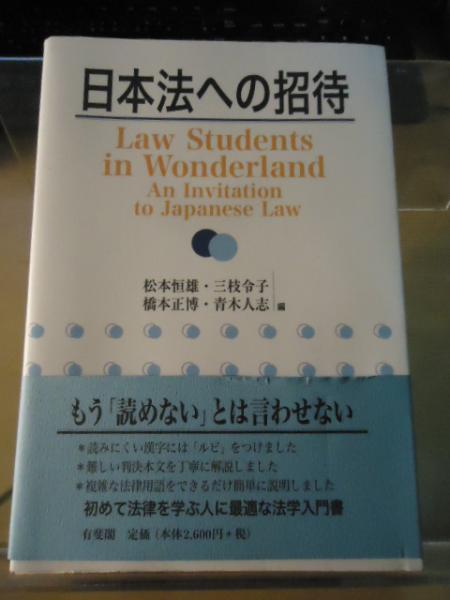 日本法への招待
Law Students
in Wonderland
An Invitation
to Japanese Law
松本恒雄・三枝令子
橋本正博・青木人志 編
もう「読めない」とは言わせない
*読みにくい漢字には「ルビ」をつけました
*難しい判決本文を丁寧に解説しました
*複雑な法律用語をできるだけ簡単に説明しました
初めて法律を学ぶ人に最適な法学入門書
有斐閣 定価(本体2,600円+税)